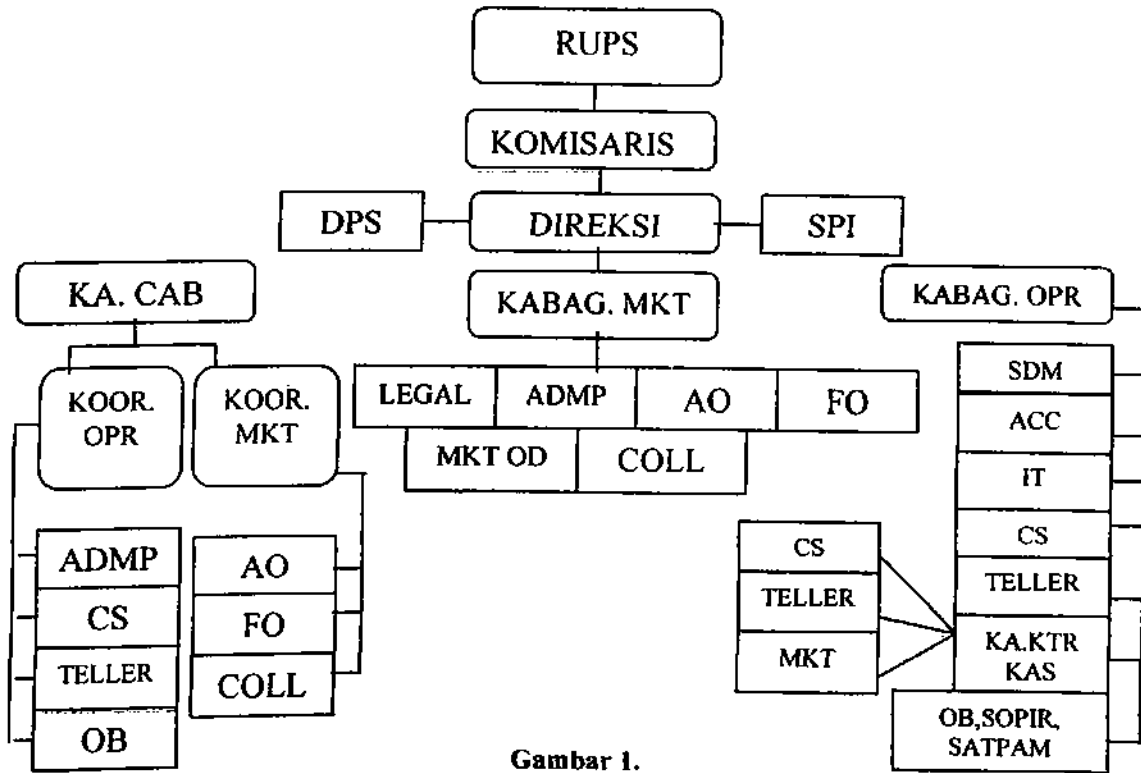 RUPS
KOMISARIS
DPS
DIREKSI
SPI
KA. CAB
KABAG. MKT
KABAG. OPR
KOOR.
OPR
KOOR.
MKT
LEGAL
ADMP
AO
FO
MKT OD
COLL
SDM
ACC
IT
CS
TELLER
KA.KTR
KAS
OB,SOPIR,
SATPAM
CS
TELLER
MKT
ADMP
CS
TELLER
OB
AO
FO
COLL
Gambar 1.